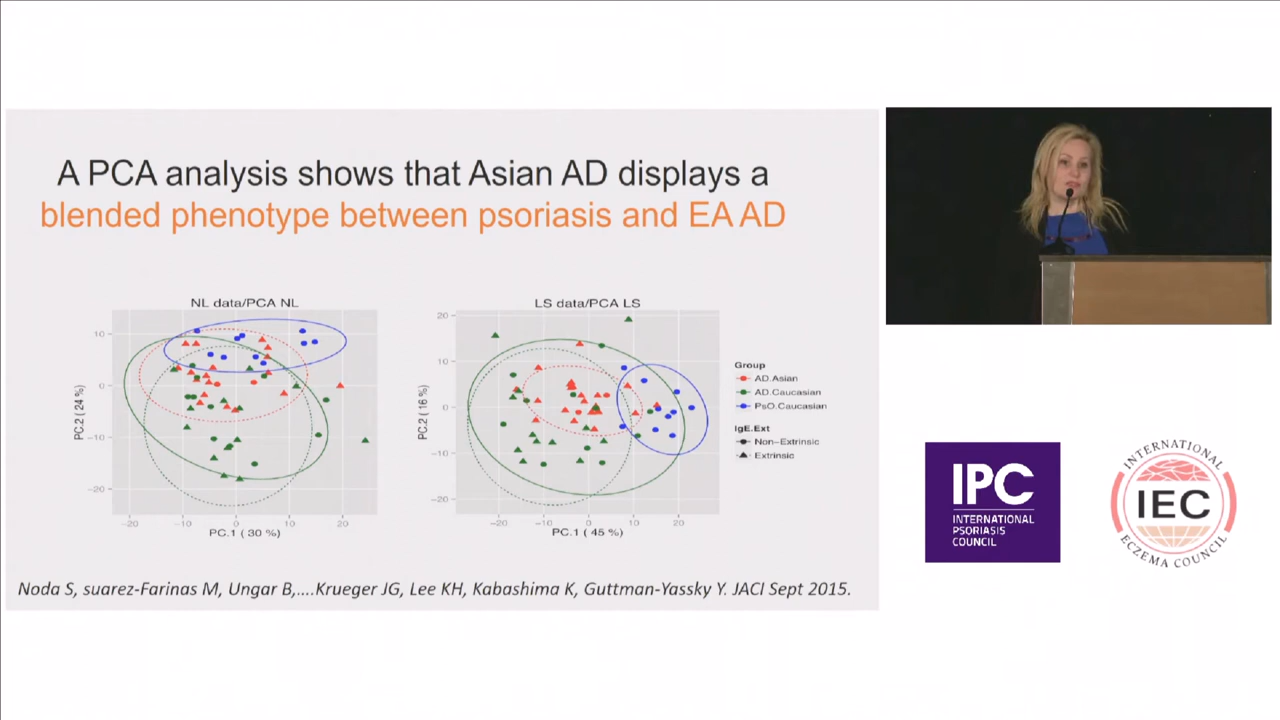 A PCA analysis shows that Asian AD displays a
blended phenotype between psoriasis and EA AD
NL data/PCA NL
PC.2 ( 24 %)
10
0
−10
−20
−20
−10
0
10
20
PC.1 ( 30 %)
LS data/PCA LS
PC.2 ( 16 %)
20
10
0
−10
−20
−20
−10
0
10
20
PC.1 ( 45 %)
Group
AD.Asian
AD.Caucasian
PsO.Caucasian
IgE.Ext
Non−Extrinsic
Extrinsic
Noda S, suarez-Farinas M, Ungar B,....Krueger JG, Lee KH, Kabashima K, Guttman-Yassky Y. JACI Sept 2015.
IPC
INTERNATIONAL
PSORIASIS
COUNCIL
INTERNATIONAL
IEC
ECZEMA COUNCIL